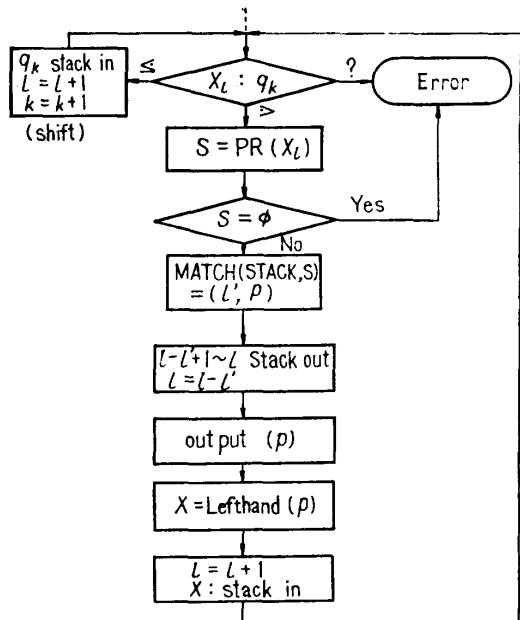 q_k stack in
l = l+1
k = k+1
(shift)
≤
X_l : q_k
?
Error
⋗
S = PR (X_l)
S = ϕ
Yes
No
MATCH(STACK,S)
= (l', p)
l-l'+1~l Stack out
l = l-l'
out put (p)
X = Lefthand (p)
l = l+1
X : stack in